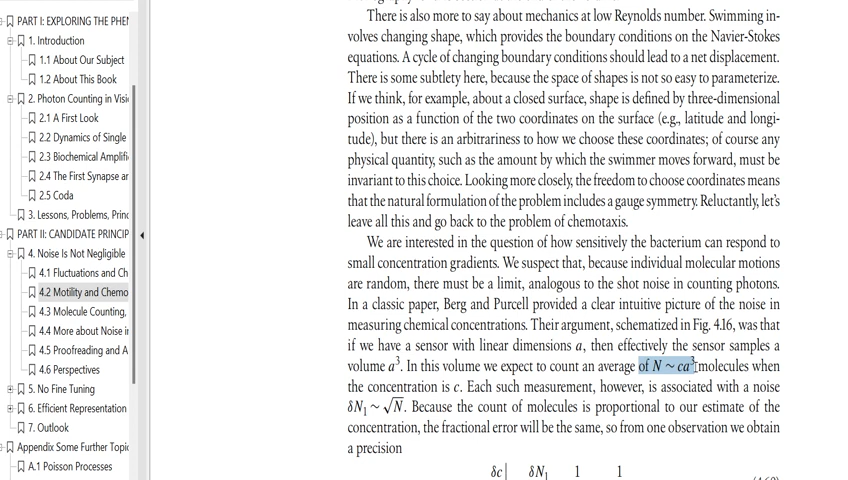 PART I: EXPLORING THE PHEN
1. Introduction
1.1 About Our Subject
1.2 About This Book
2. Photon Counting in Visi
2.1 A First Look
2.2 Dynamics of Single
2.3 Biochemical Amplifi
2.4 The First Synapse ar
2.5 Coda
3. Lessons, Problems, Princ
PART II: CANDIDATE PRINCIP
4. Noise Is Not Negligible
4.1 Fluctuations and Ch
4.2 Motility and Chemo
4.3 Molecule Counting,
4.4 More about Noise in
4.5 Proofreading and A
4.6 Perspectives
5. No Fine Tuning
6. Efficient Representation
7. Outlook
Appendix Some Further Topic
A.1 Poisson Processes
There is also more to say about mechanics at low Reynolds number. Swimming in-
volves changing shape, which provides the boundary conditions on the Navier-Stokes
equations. A cycle of changing boundary conditions should lead to a net displacement.
There is some subtlety here, because the space of shapes is not so easy to parameterize.
If we think, for example, about a closed surface, shape is defined by three-dimensional
position as a function of the two coordinates on the surface (e.g., latitude and longi-
tude), but there is an arbitrariness to how we choose these coordinates; of course any
physical quantity, such as the amount by which the swimmer moves forward, must be
invariant to this choice. Looking more closely, the freedom to choose coordinates means
that the natural formulation of the problem includes a gauge symmetry. Reluctantly, let's
leave all this and go back to the problem of chemotaxis.
We are interested in the question of how sensitively the bacterium can respond to
small concentration gradients. We suspect that, because individual molecular motions
are random, there must be a limit, analogous to the shot noise in counting photons.
In a classic paper, Berg and Purcell provided a clear intuitive picture of the noise in
measuring chemical concentrations. Their argument, schematized in Fig. 4.16, was that
if we have a sensor with linear dimensions a, then effectively the sensor samples a
volume a³. In this volume we expect to count an average of N ~ ca³ molecules when
the concentration is c. Each such measurement, however, is associated with a noise
δN₁ ~ √N. Because the count of molecules is proportional to our estimate of the
concentration, the fractional error will be the same, so from one observation we obtain
a precision
δc | δN₁ 1 1